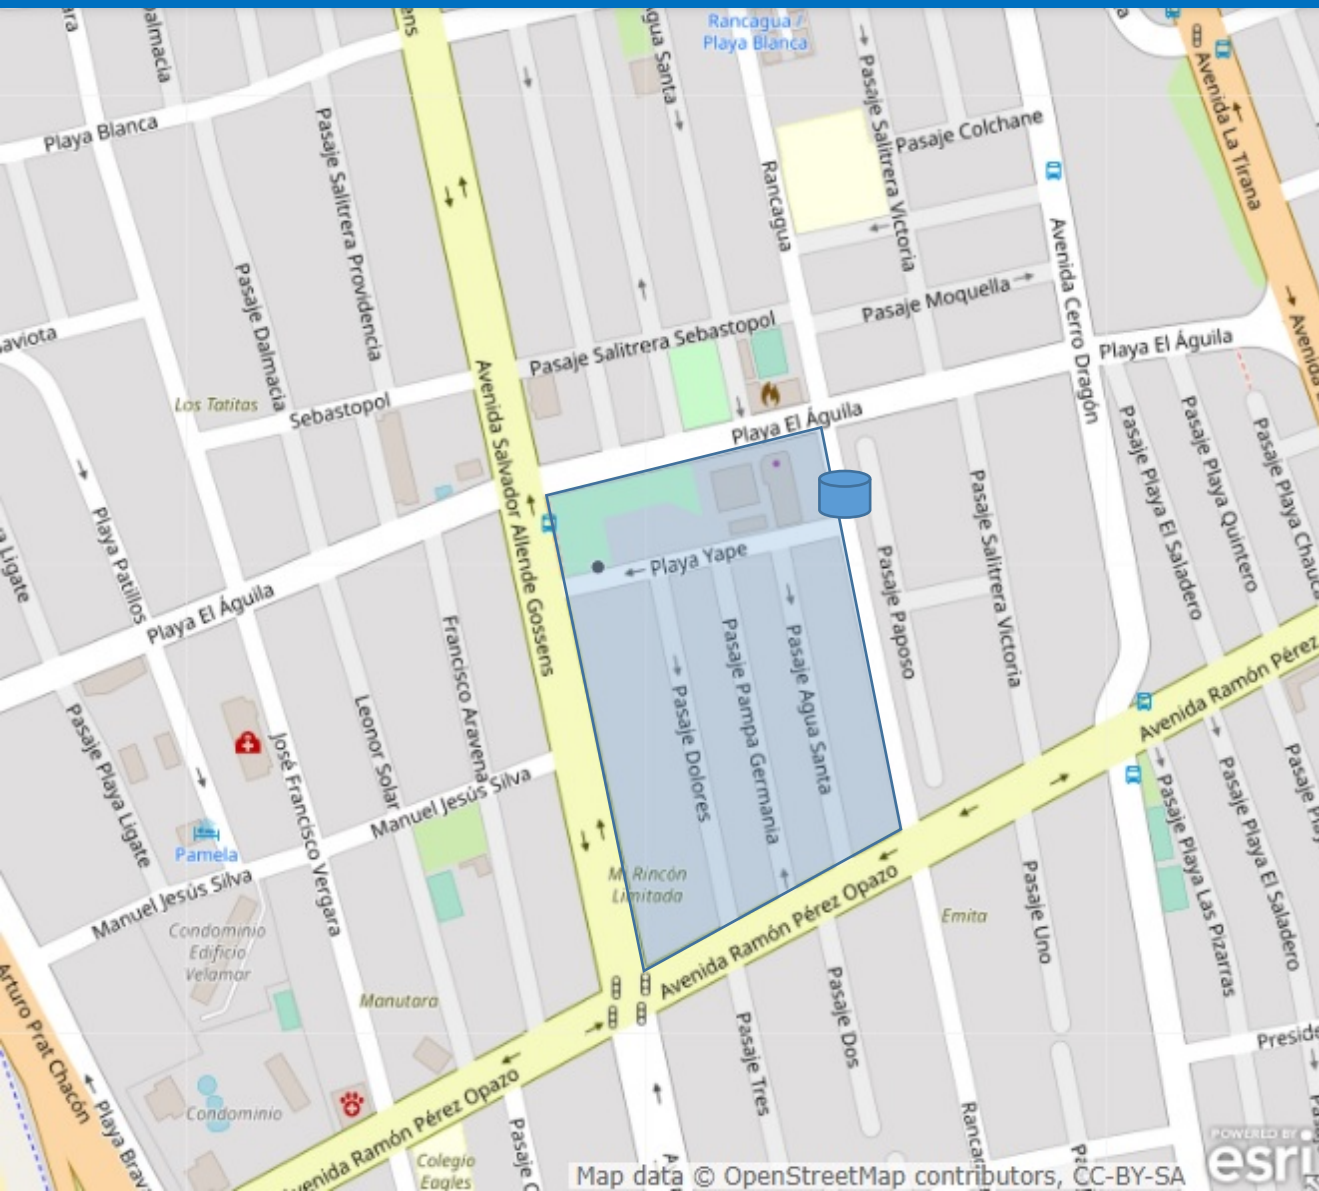 Rancagua /
Playa Blanca
Playa Blanca
Pasaje Salitrera Providencia
Pasaje Dalmacia
Rancagua
Pasaje Salitrera Victoria
Pasaje Colchane
Avenida La Tirana
Avenida Cerro Dragón
Pasaje Moquella
Pasaje Salitrera Sebastopol
Playa El Águila
Los Tatitas
Sebastopol
Playa El Águila
Avenida Salvador Allende Gossens
Playa Patillos
Playa El Águila
Playa Yape
Francisco Aravena
Pasaje Paposo
Pasaje Salitrera Victoria
Pasaje Playa El Saladero
Pasaje Playa Quintero
Avenida Ramón Pérez
Pasaje Playa Ligate
José Francisco Vergara
Leonor Solar
Manuel Jesús Silva
Pasaje Dolores
Pasaje Pampa Germania
Pasaje Agua Santa
Pamela
Manuel Jesús Silva
Mi Rincón
Limitada
Avenida Ramón Pérez Opazo
Emita
Pasaje Uno
Pasaje Playa Las Pizarras
Pasaje Playa El Saladero
Condominio
Edificio
Velamar
Manutara
Arturo Prat Chacón
Condominio
Avenida Ramón Pérez Opazo
Pasaje Tres
Pasaje Dos
Colegio
Eagles
Map data © OpenStreetMap contributors, CC-BY-SA
POWERED BY
esri